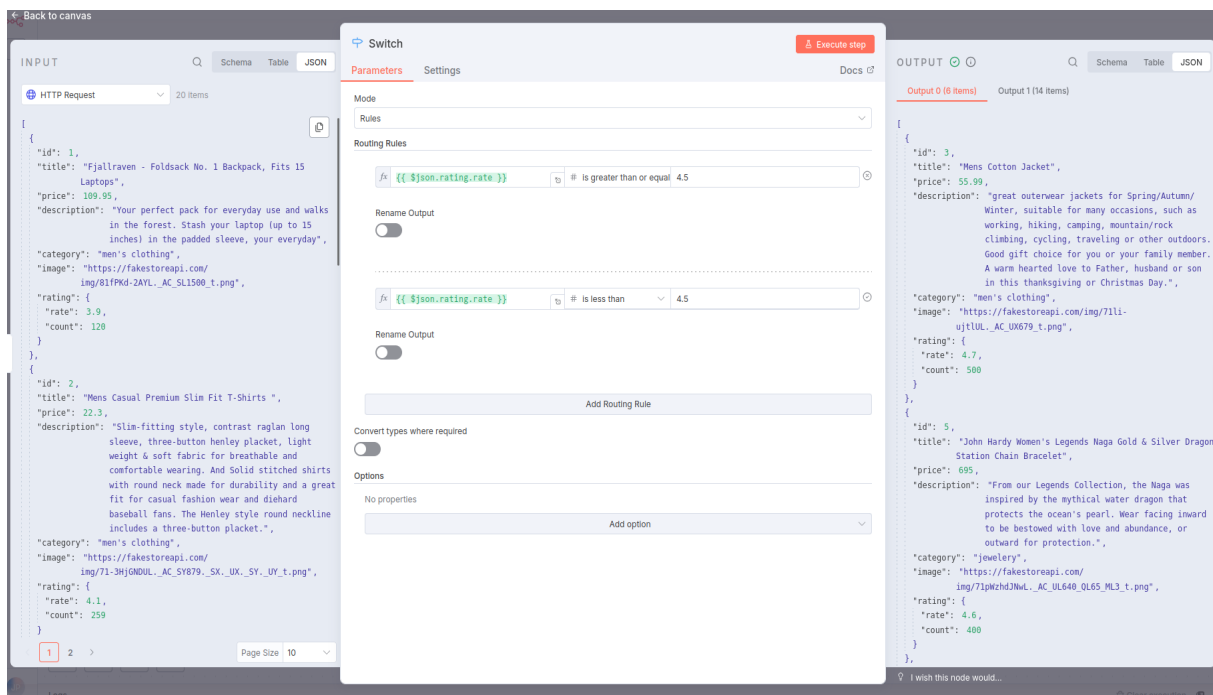 ← Back to canvas
INPUT
Schema Table JSON
HTTP Request
20 items
[
{
"id": 1,
"title": "Fjallraven - Foldsack No. 1 Backpack, Fits 15
Laptops",
"price": 109.95,
"description": "Your perfect pack for everyday use and walks
in the forest. Stash your laptop (up to 15
inches) in the padded sleeve, your everyday",
"category": "men's clothing",
"image": "https://fakestoreapi.com/
img/81fPKd-2AYL._AC_SL1500_t.png",
"rating": {
"rate": 3.9,
"count": 120
}
},
{
"id": 2,
"title": "Mens Casual Premium Slim Fit T-Shirts ",
"price": 22.3,
"description": "Slim-fitting style, contrast raglan long
sleeve, three-button henley placket, light
weight & soft fabric for breathable and
comfortable wearing. And Solid stitched shirts
with round neck made for durability and a great
fit for casual fashion wear and diehard
baseball fans. The Henley style round neckline
includes a three-button placket.",
"category": "men's clothing",
"image": "https://fakestoreapi.com/
img/71-3HjGNDUL._AC_SY879._SX._UX._SY._UY_t.png",
"rating": {
"rate": 4.1,
"count": 259
}
1 2 >
Page Size 10
Switch
Execute step
Parameters Settings
Docs
Mode
Rules
Routing Rules
fx {{ $json.rating.rate }} # is greater than or equal 4.5
Rename Output
fx {{ $json.rating.rate }} # is less than 4.5
Rename Output
Add Routing Rule
Convert types where required
Options
No properties
Add option
OUTPUT
Schema Table JSON
Output 0 (6 items) Output 1 (14 items)
[
{
"id": 3,
"title": "Mens Cotton Jacket",
"price": 55.99,
"description": "great outerwear jackets for Spring/Autumn/
Winter, suitable for many occasions, such as
working, hiking, camping, mountain/rock
climbing, cycling, traveling or other outdoors.
Good gift choice for you or your family member.
A warm hearted love to Father, husband or son
in this thanksgiving or Christmas Day.",
"category": "men's clothing",
"image": "https://fakestoreapi.com/img/71li-
ujtlUL._AC_UX679_t.png",
"rating": {
"rate": 4.7,
"count": 500
}
},
{
"id": 5,
"title": "John Hardy Women's Legends Naga Gold & Silver Dragon
Station Chain Bracelet",
"price": 695,
"description": "From our Legends Collection, the Naga was
inspired by the mythical water dragon that
protects the ocean's pearl. Wear facing inward
to be bestowed with love and abundance, or
outward for protection.",
"category": "jewelery",
"image": "https://fakestoreapi.com/
img/71pWzhdJNwL._AC_UL640_QL65_ML3_t.png",
"rating": {
"rate": 4.6,
"count": 400
}
},
I wish this node would...